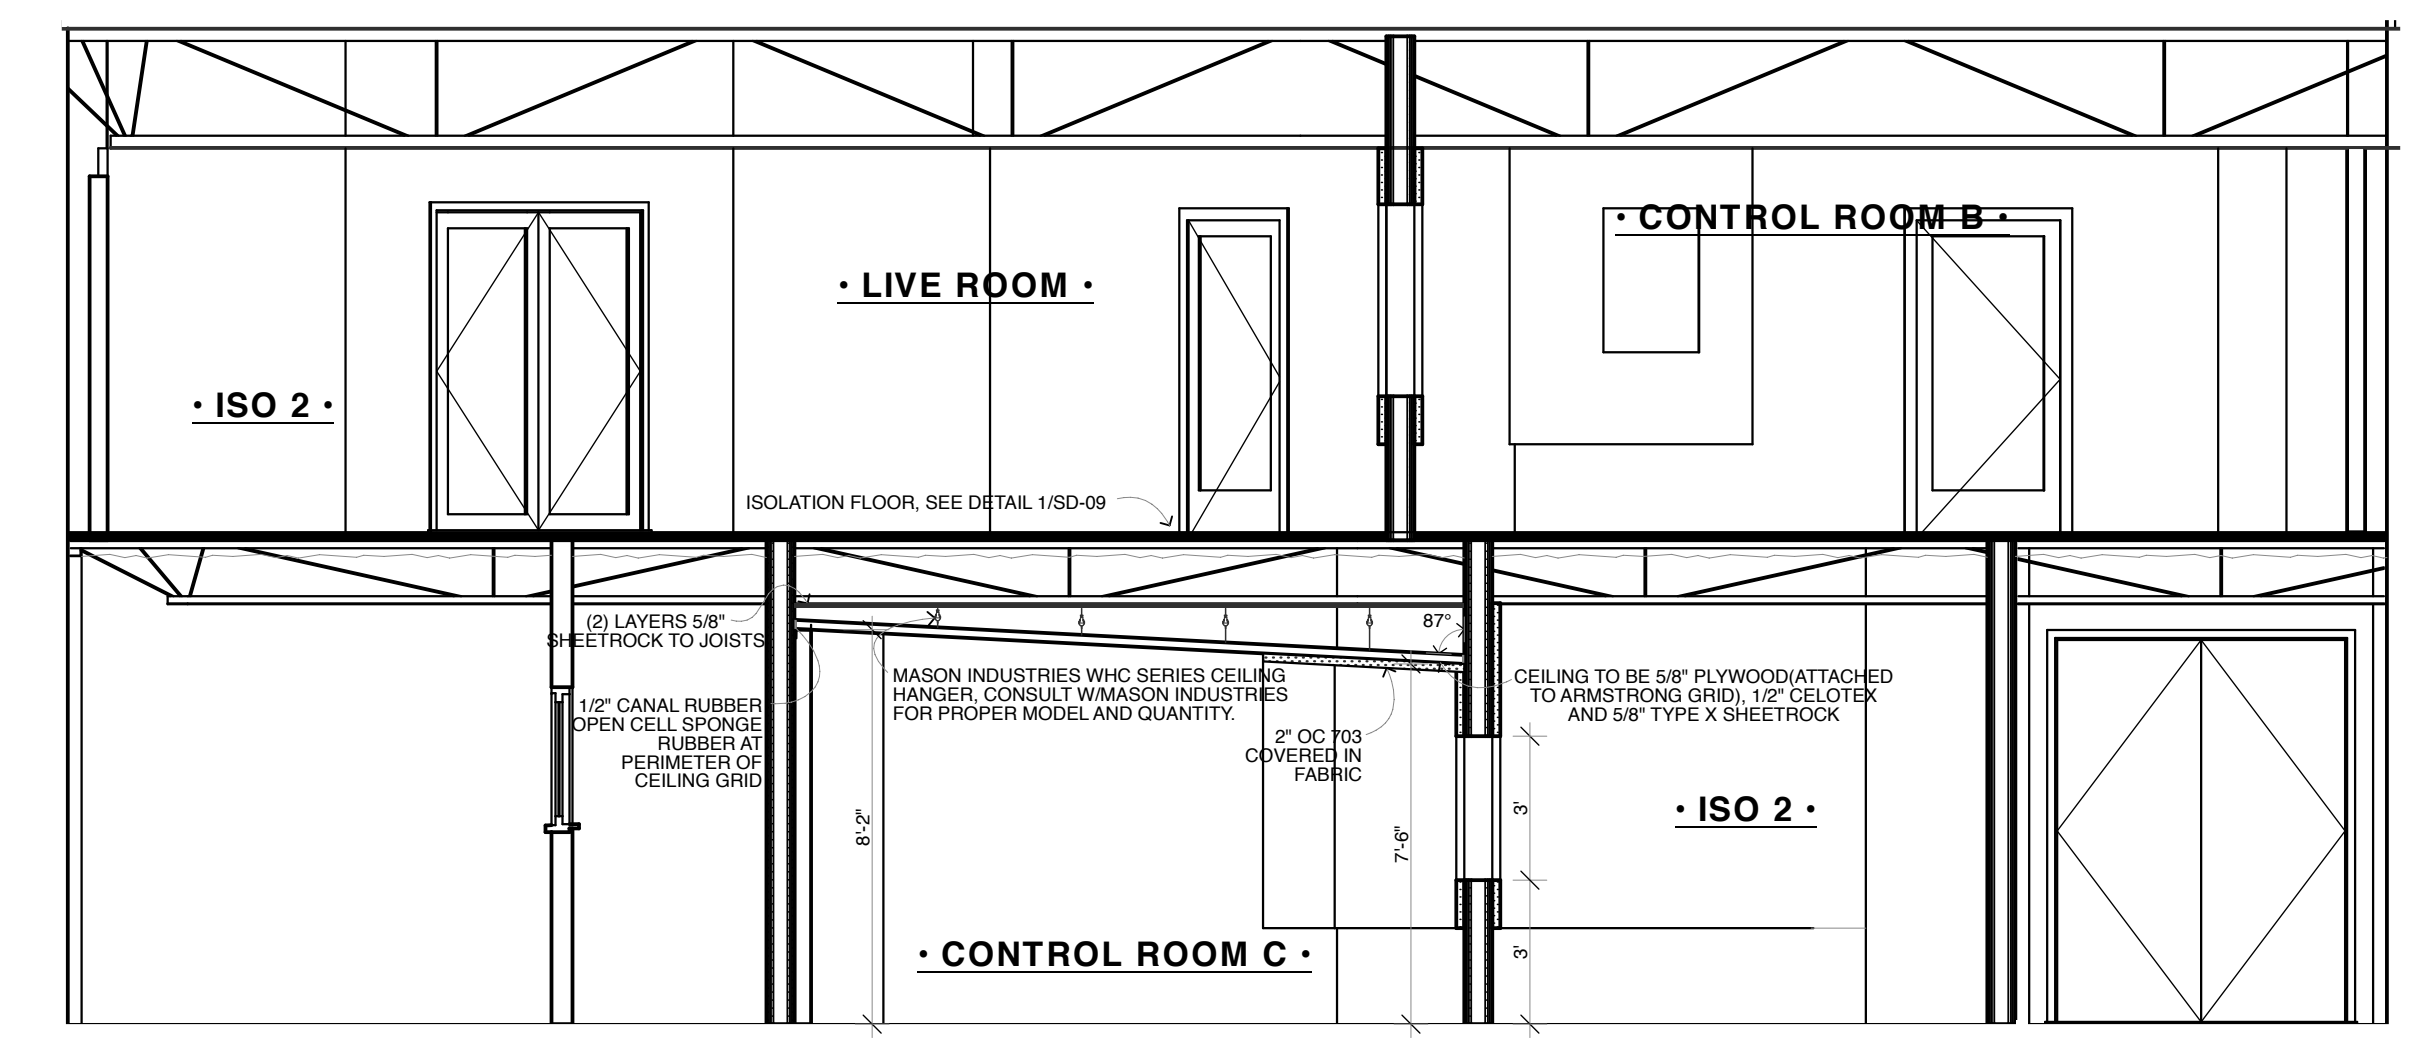 • CONTROL ROOM B •
• LIVE ROOM •
• ISO 2 •
ISOLATION FLOOR, SEE DETAIL 1/SD-09
(2) LAYERS 5/8"
SHEETROCK TO JOISTS
87°
MASON INDUSTRIES WHC SERIES CEILING
HANGER, CONSULT W/MASON INDUSTRIES
FOR PROPER MODEL AND QUANTITY.
CEILING TO BE 5/8" PLYWOOD(ATTACHED
TO ARMSTRONG GRID), 1/2" CELOTEX
AND 5/8" TYPE X SHEETROCK
1/2" CANAL RUBBER
OPEN CELL SPONGE
RUBBER AT
PERIMETER OF
CEILING GRID
2" OC 703
COVERED IN
FABRIC
8'-2"
7'-6"
3'
• ISO 2 •
3'
• CONTROL ROOM C •